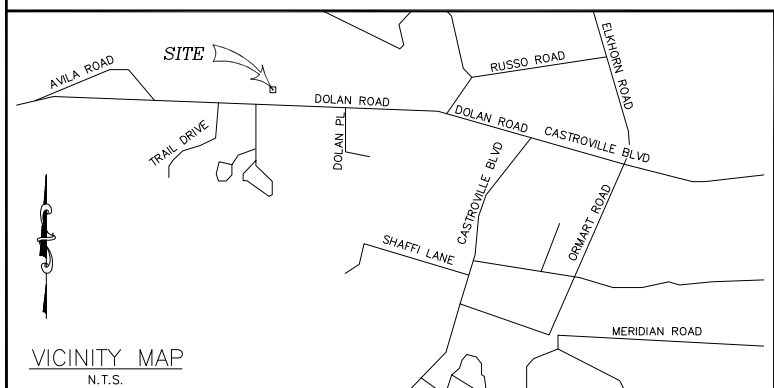 SITE
AVILA ROAD
RUSSO ROAD
ELKHORN ROAD
DOLAN ROAD
DOLAN ROAD
CASTROVILLE BLVD
TRAIL DRIVE
DOLAN PL
CASTROVILLE BLVD
ORMART ROAD
SHAFFI LANE
MERIDIAN ROAD
VICINITY MAP
N.T.S.